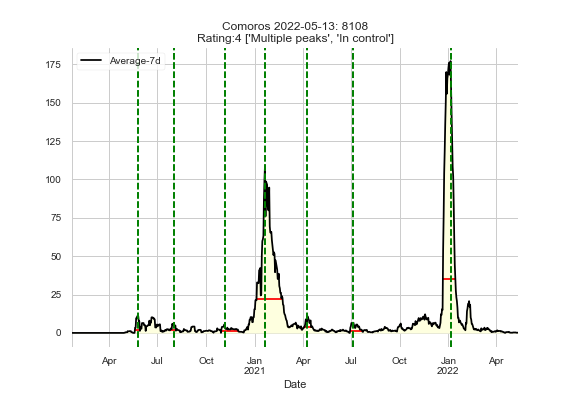 Comoros 2022-05-13: 8108
Rating:4 ['Multiple peaks', 'In control']
Average-7d
175
150
125
100
75
50
25
0
Apr Jul Oct Jan Apr Jul Oct Jan Apr
2021 2022
Date